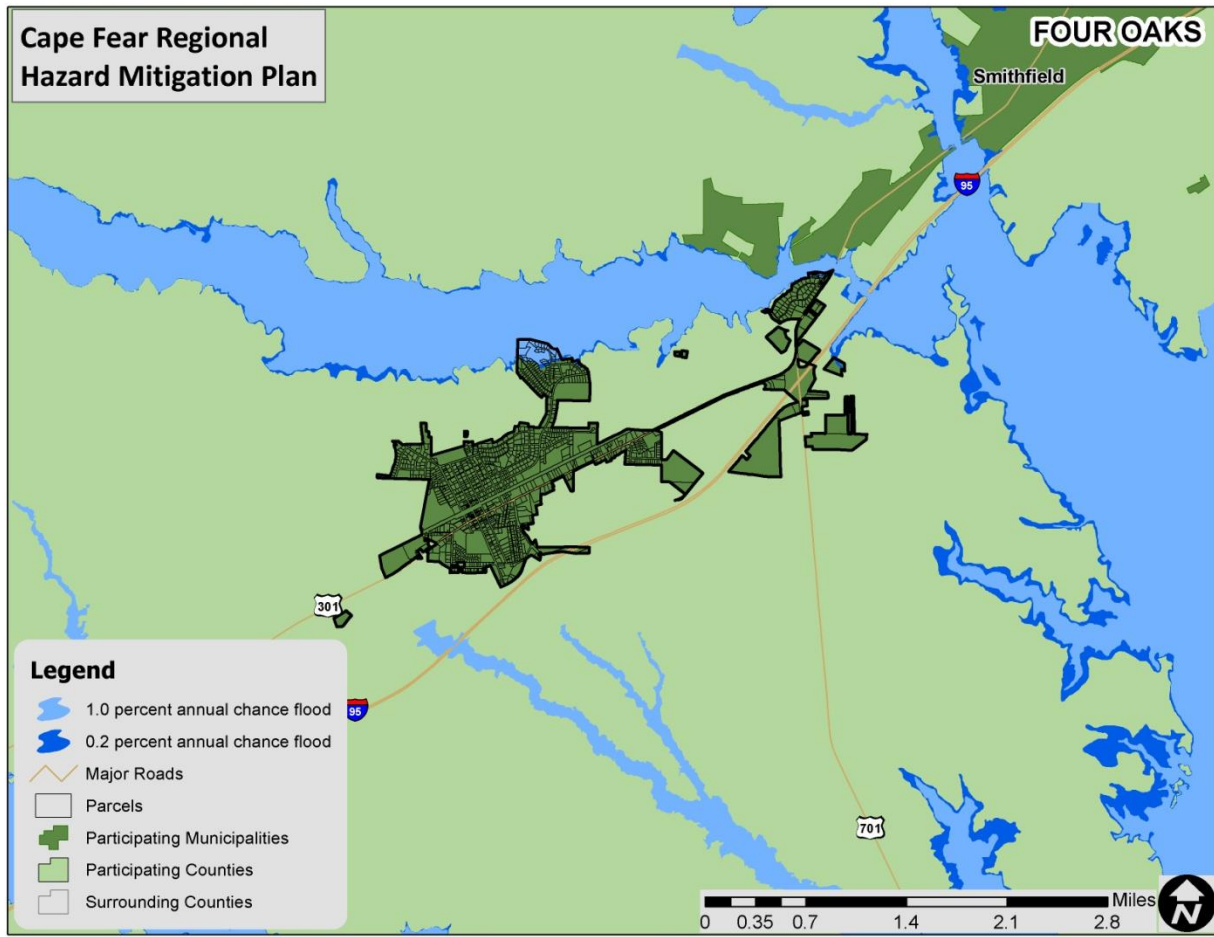 Cape Fear Regional
Hazard Mitigation Plan
FOUR OAKS
Smithfield
95
301
Legend
1.0 percent annual chance flood
95
0.2 percent annual chance flood
Major Roads
Parcels
Participating Municipalities
Participating Counties
Surrounding Counties
701
Miles
0 0.35 0.7 1.4 2.1 2.8
N